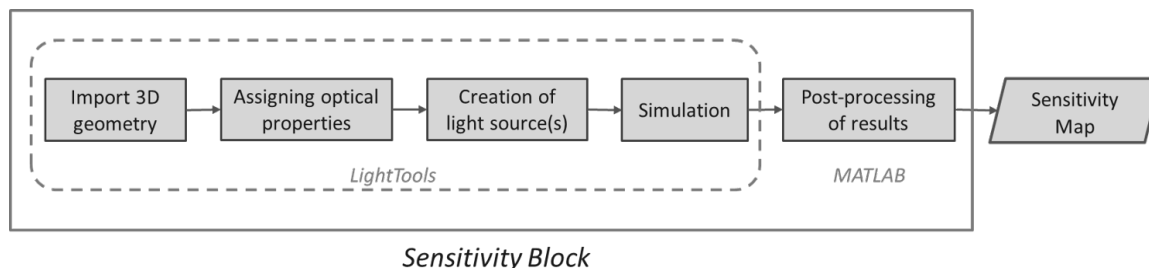 Import 3D
geometry
Assigning optical
properties
Creation of
light source(s)
Simulation
Post-processing
of results
Sensitivity
Map
LightTools
MATLAB
Sensitivity Block